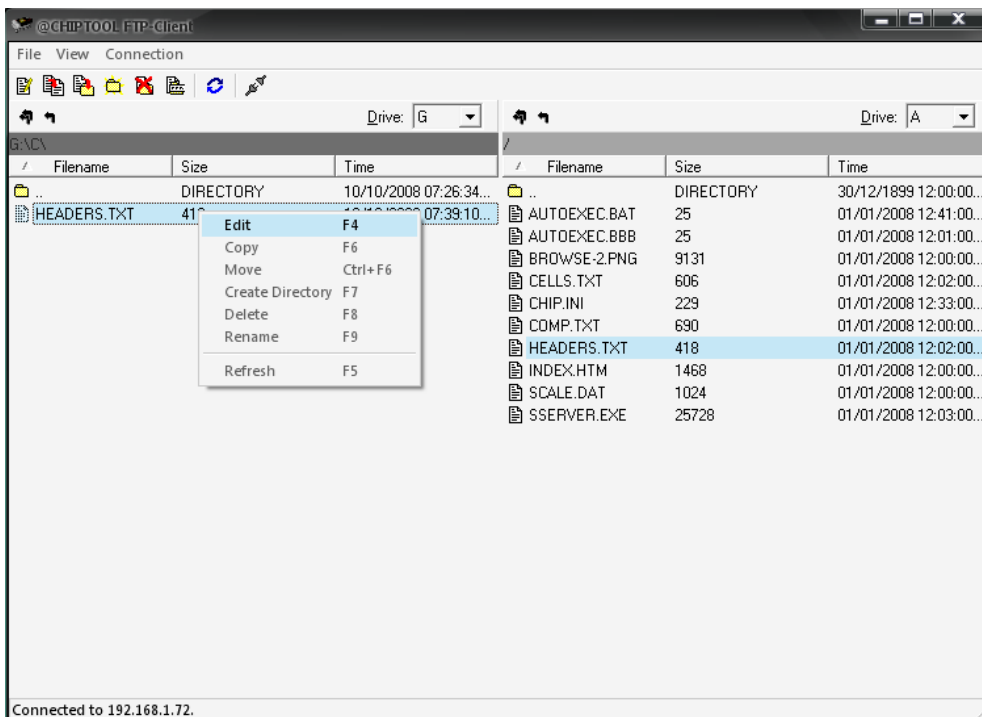 @CHIPTOOL FTP-Client
File View Connection
Drive: G
G:\C\
/ Filename Size Time
.. DIRECTORY 10/10/2008 07:26:34...
HEADERS.TXT 07:39:10...
Edit F4
Copy F6
Move Ctrl+F6
Create Directory F7
Delete F8
Rename F9
Refresh F5
Drive: A
/
/ Filename Size Time
.. DIRECTORY 30/12/1899 12:00:00...
AUTOEXEC.BAT 25 01/01/2008 12:41:00...
AUTOEXEC.BBB 25 01/01/2008 12:01:00...
BROWSE-2.PNG 9131 01/01/2008 12:00:00...
CELLS.TXT 606 01/01/2008 12:02:00...
CHIP.INI 229 01/01/2008 12:33:00...
COMP.TXT 690 01/01/2008 12:00:00...
HEADERS.TXT 418 01/01/2008 12:02:00...
INDEX.HTM 1468 01/01/2008 12:00:00...
SCALE.DAT 1024 01/01/2008 12:00:00...
SSERVER.EXE 25728 01/01/2008 12:03:00...
Connected to 192.168.1.72.